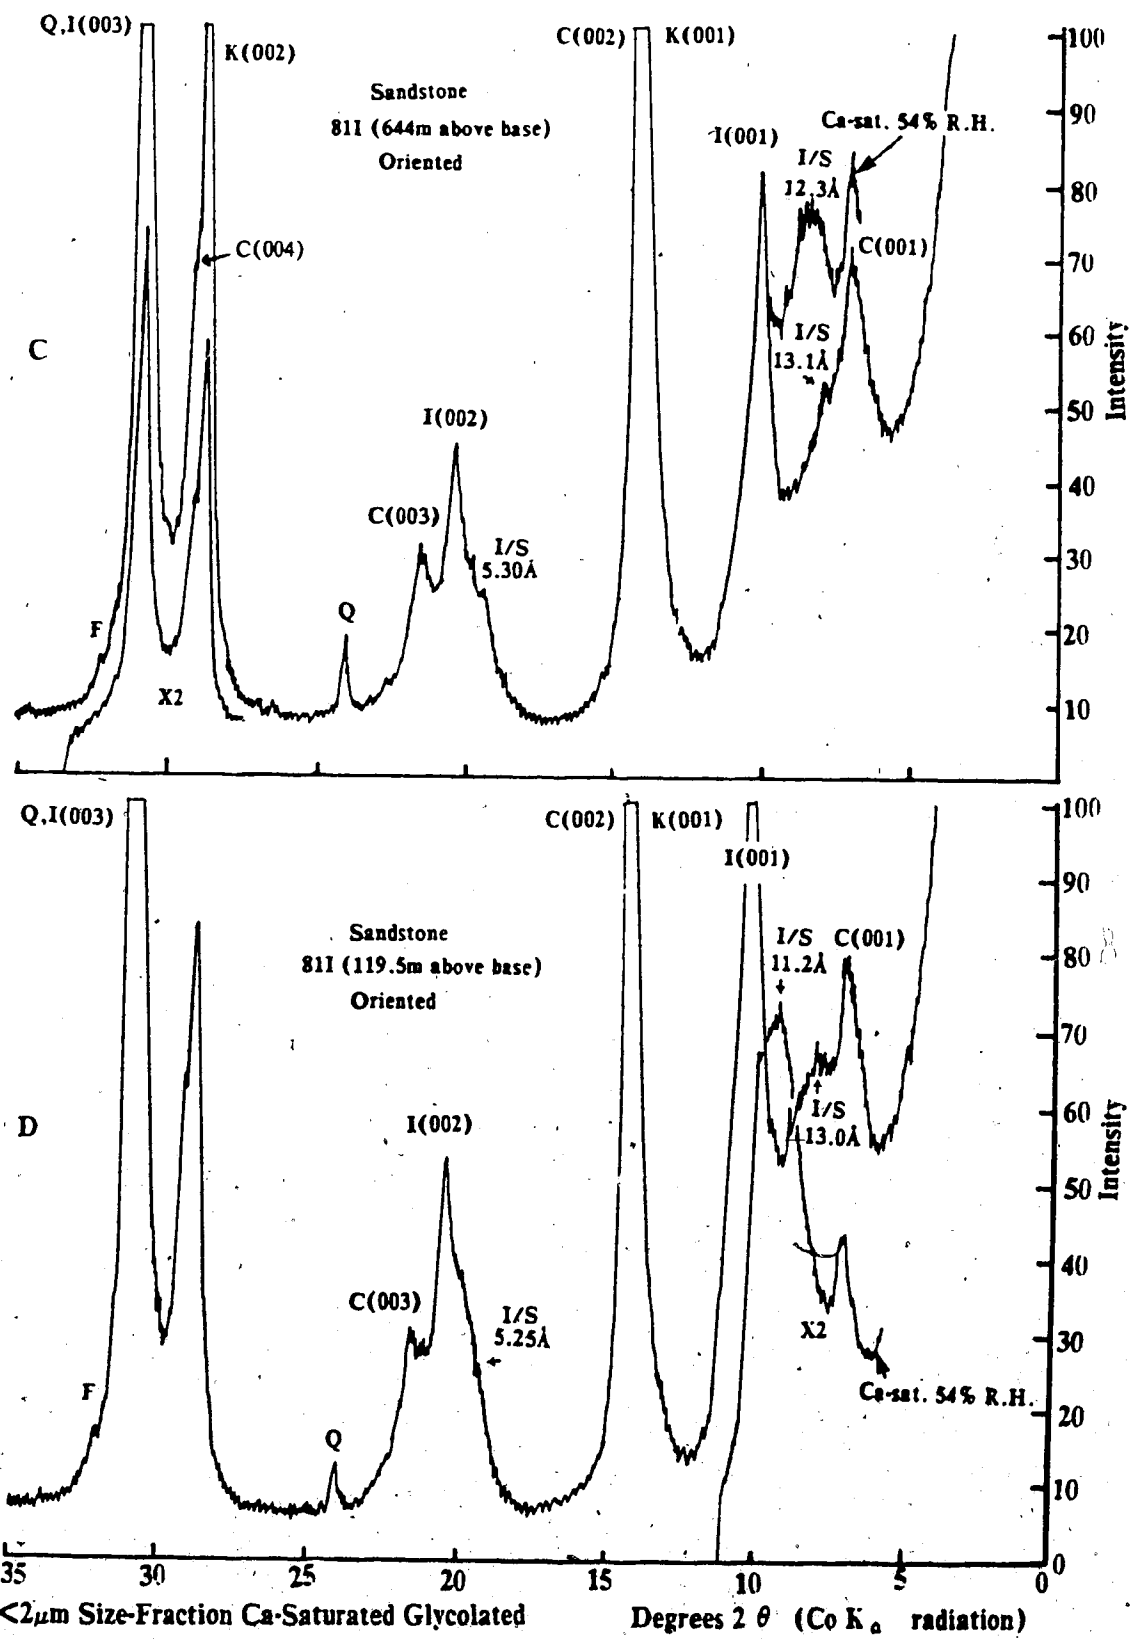 Q,I(003)
K(002)
C(002) K(001)
100
Sandstone
81I (644m above base)
Oriented
I(001)
Ca-sat. 54% R.H.
90
I/S
12.3Å
80
C(004)
C(001)
70
C
I/S
13.1Å
60
Intensity
50
I(002)
C(003)
I/S
5.30Å
40
30
Q
F
20
X2
10
Q,I(003)
C(002) K(001)
100
I(001)
90
Sandstone
81I (119.5m above base)
Oriented
I/S
11.2Å
C(001)
80
70
D
I(002)
I/S
13.0Å
60
Intensity
50
40
C(003)
I/S
5.25Å
X2
30
F
Ca-sat. 54% R.H.
20
Q
10
0
35 30 25 20 15 10 5 0
<2μm Size-Fraction Ca-Saturated Glycolated
Degrees 2 θ (Co Kα radiation)